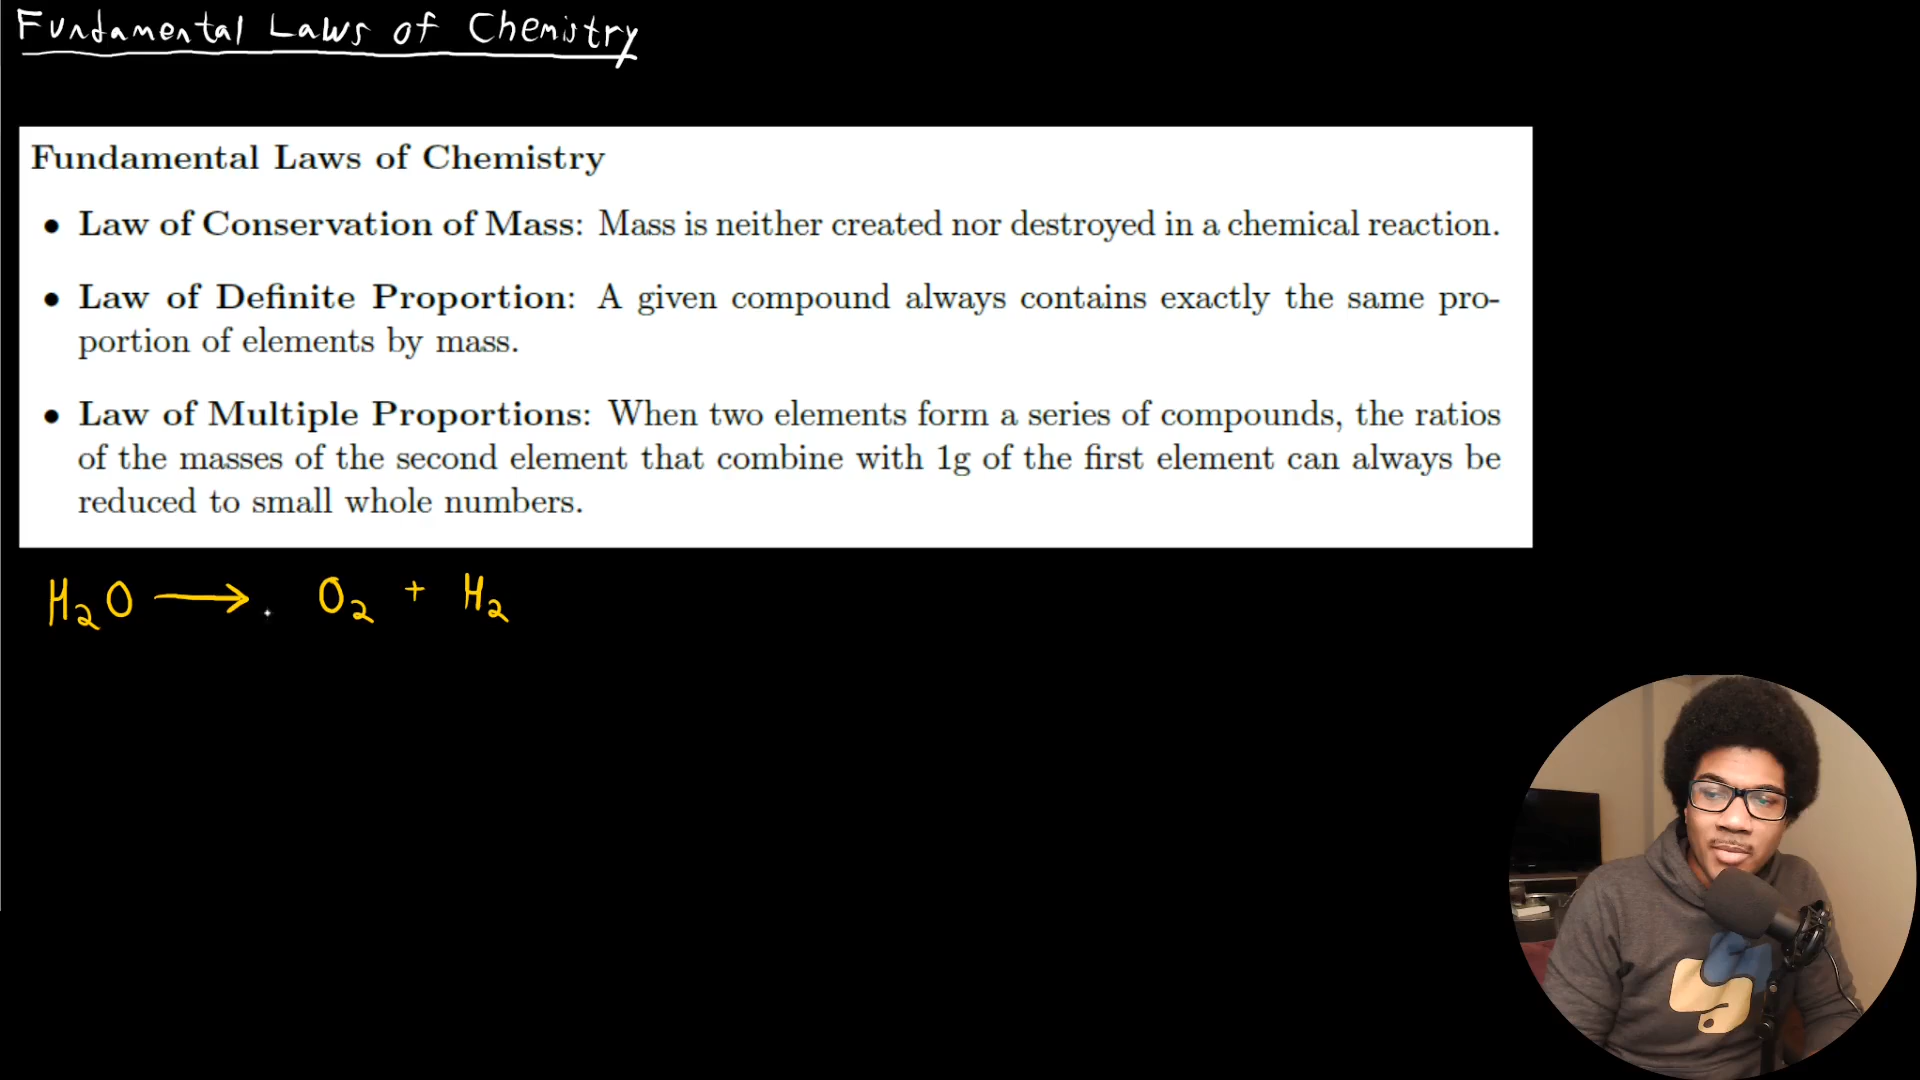 Fundamental Laws of Chemistry
Fundamental Laws of Chemistry
• Law of Conservation of Mass: Mass is neither created nor destroyed in a chemical reaction.
• Law of Definite Proportion: A given compound always contains exactly the same pro-
portion of elements by mass.
• Law of Multiple Proportions: When two elements form a series of compounds, the ratios
of the masses of the second element that combine with 1g of the first element can always be
reduced to small whole numbers.
H₂O ⟶ O₂ + H₂